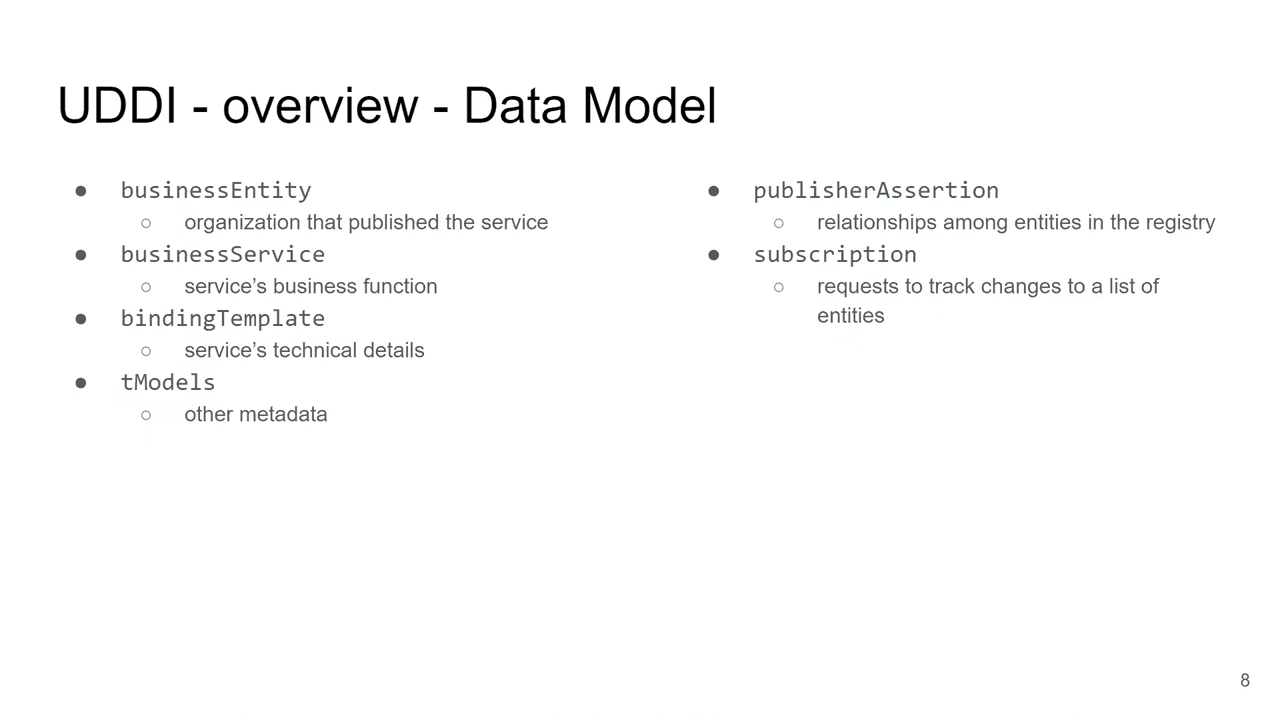 UDDI - overview - Data Model
● businessEntity
○ organization that published the service
● businessService
○ service’s business function
● bindingTemplate
○ service’s technical details
● tModels
○ other metadata
● publisherAssertion
○ relationships among entities in the registry
● subscription
○ requests to track changes to a list of
entities
8